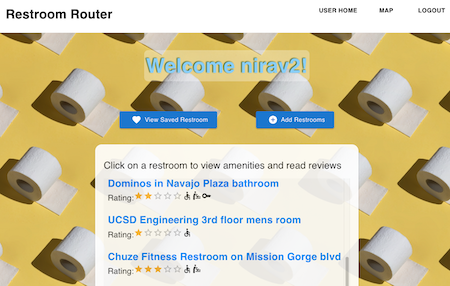 Restroom Router
USER HOME MAP LOGOUT
Welcome nirav2!
View Saved Restroom
Add Restrooms
Click on a restroom to view amenities and read reviews
Dominos in Navajo Plaza bathroom
Rating:
UCSD Engineering 3rd floor mens room
Rating:
Chuze Fitness Restroom on Mission Gorge blvd
Rating: